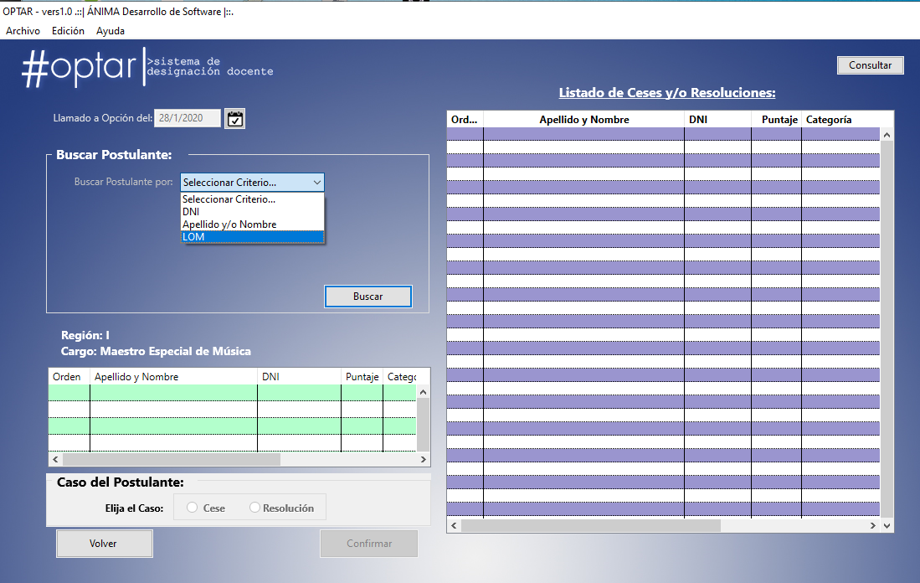 OPTAR - vers1.0 .::| ÁNIMA Desarrollo de Software |::.
Archivo Edición Ayuda
#optar >sistema de
designación docente
Consultar
Llamado a Opción del: 28/1/2020
Buscar Postulante:
Buscar Postulante por: Seleccionar Criterio...
Seleccionar Criterio...
DNI
Apellido y/o Nombre
LOM
Buscar
Región: I
Cargo: Maestro Especial de Música
Orden Apellido y Nombre DNI Puntaje Catego
Caso del Postulante:
Elija el Caso: Cese Resolución
Volver Confirmar
Listado de Ceses y/o Resoluciones:
Ord... Apellido y Nombre DNI Puntaje Categoría